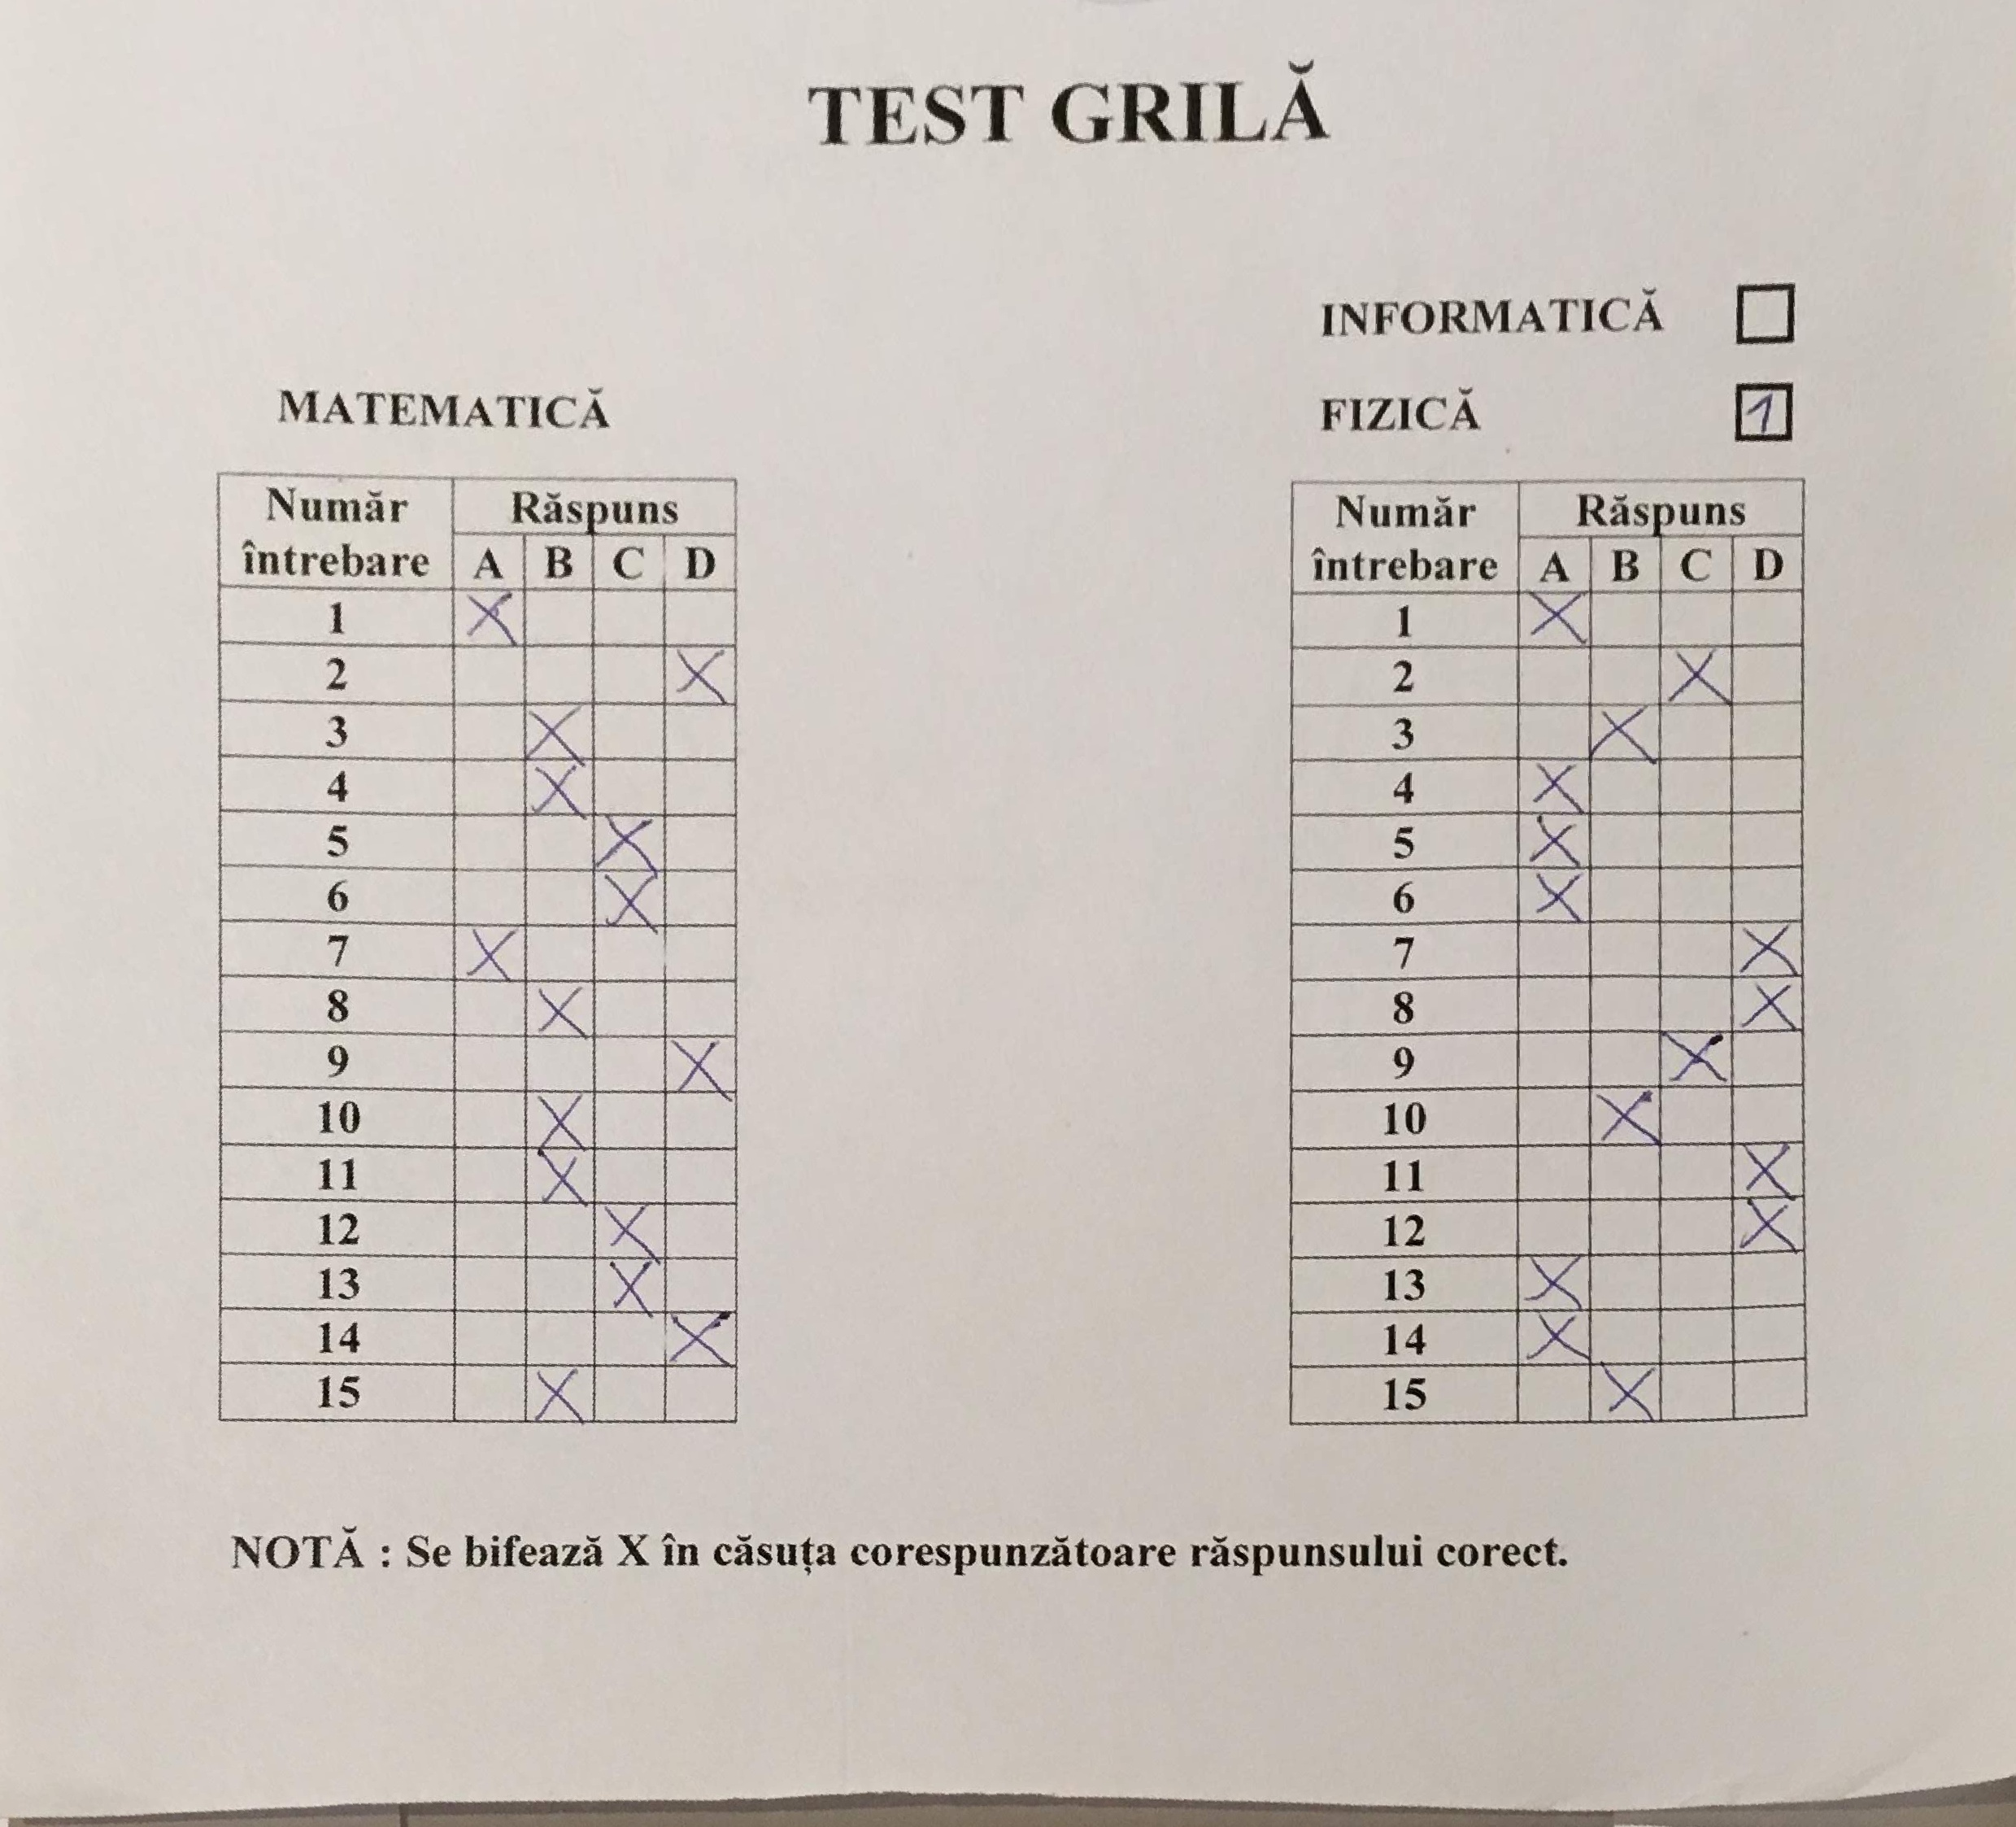 TEST GRILĂ
INFORMATICĂ
MATEMATICĂ
FIZICĂ 1
Număr întrebare Răspuns
A B C D
1 X
2 X
3 X
4 X
5 X
6 X
7 X
8 X
9 X
10 X
11 X
12 X
13 X
14 X
15 X
Număr întrebare Răspuns
A B C D
1 X
2 X
3 X
4 X
5 X
6 X
7 X
8 X
9 X
10 X
11 X
12 X
13 X
14 X
15 X
NOTĂ : Se bifează X în căsuța corespunzătoare răspunsului corect.